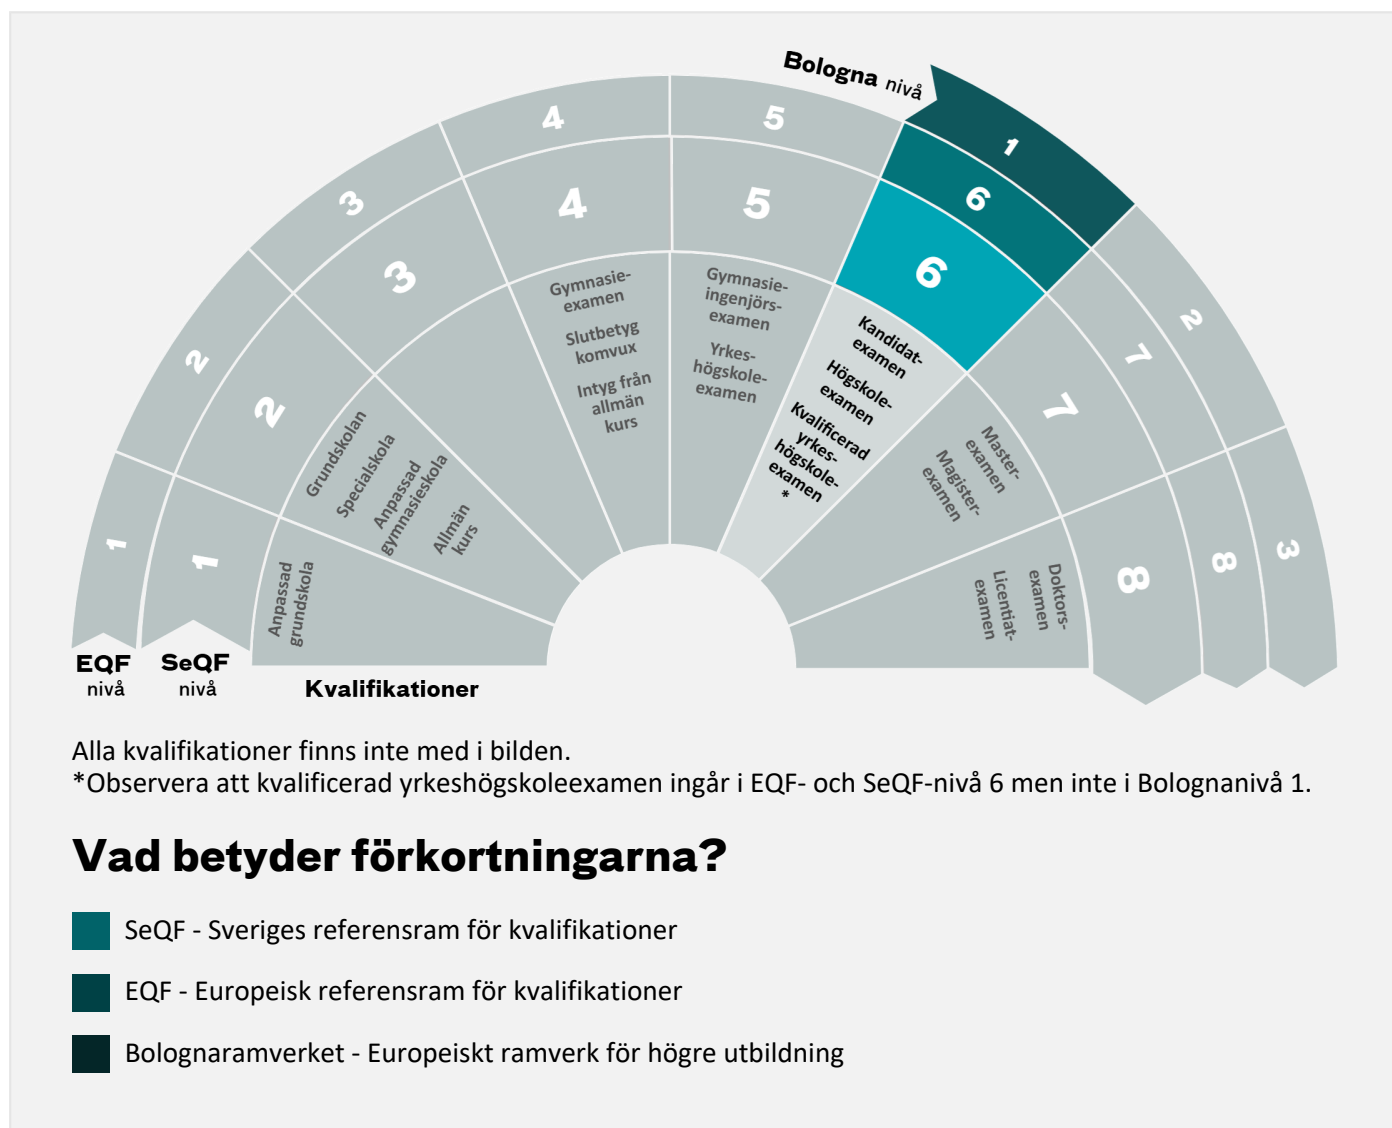 Bologna nivå
1
2
3
1
2
3
4
5
6
7
8
1
2
3
4
5
6
7
8
Anpassad
grundskola
Grundskolan
Specialskola
Anpassad
gymnasieskola
Allmän
kurs
Gymnasie-
examen
Slutbetyg
komvux
Intyg från
allmän
kurs
Gymnasie-
ingenjörs-
examen
Yrkes-
högskole-
examen
Kandidat-
examen
Högskole-
examen
Kvalificerad
yrkes-
högskole-
examen
*
Master-
examen
Magister-
examen
Doktors-
examen
Licentiat-
examen
EQF
nivå
SeQF
nivå
Kvalifikationer
Alla kvalifikationer finns inte med i bilden.
*Observera att kvalificerad yrkeshögskoleexamen ingår i EQF- och SeQF-nivå 6 men inte i Bolognanivå 1.
Vad betyder förkortningarna?
SeQF - Sveriges referensram för kvalifikationer
EQF - Europeisk referensram för kvalifikationer
Bolognaramverket - Europeiskt ramverk för högre utbildning